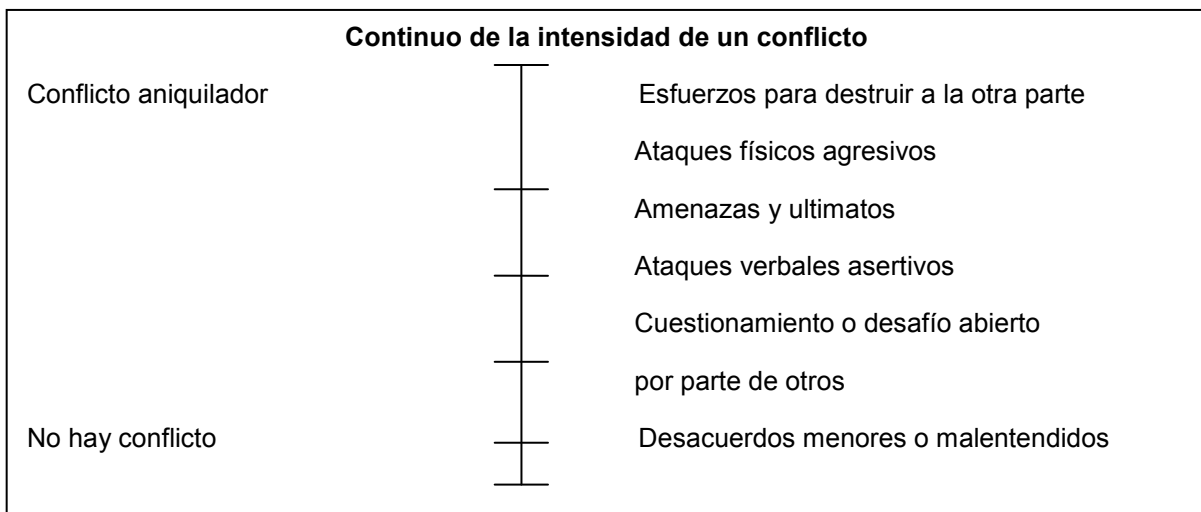 Continuo de la intensidad de un conflicto
Conflicto aniquilador Esfuerzos para destruir a la otra parte
Ataques físicos agresivos
Amenazas y ultimatos
Ataques verbales asertivos
Cuestionamiento o desafío abierto
por parte de otros
No hay conflicto Desacuerdos menores o malentendidos